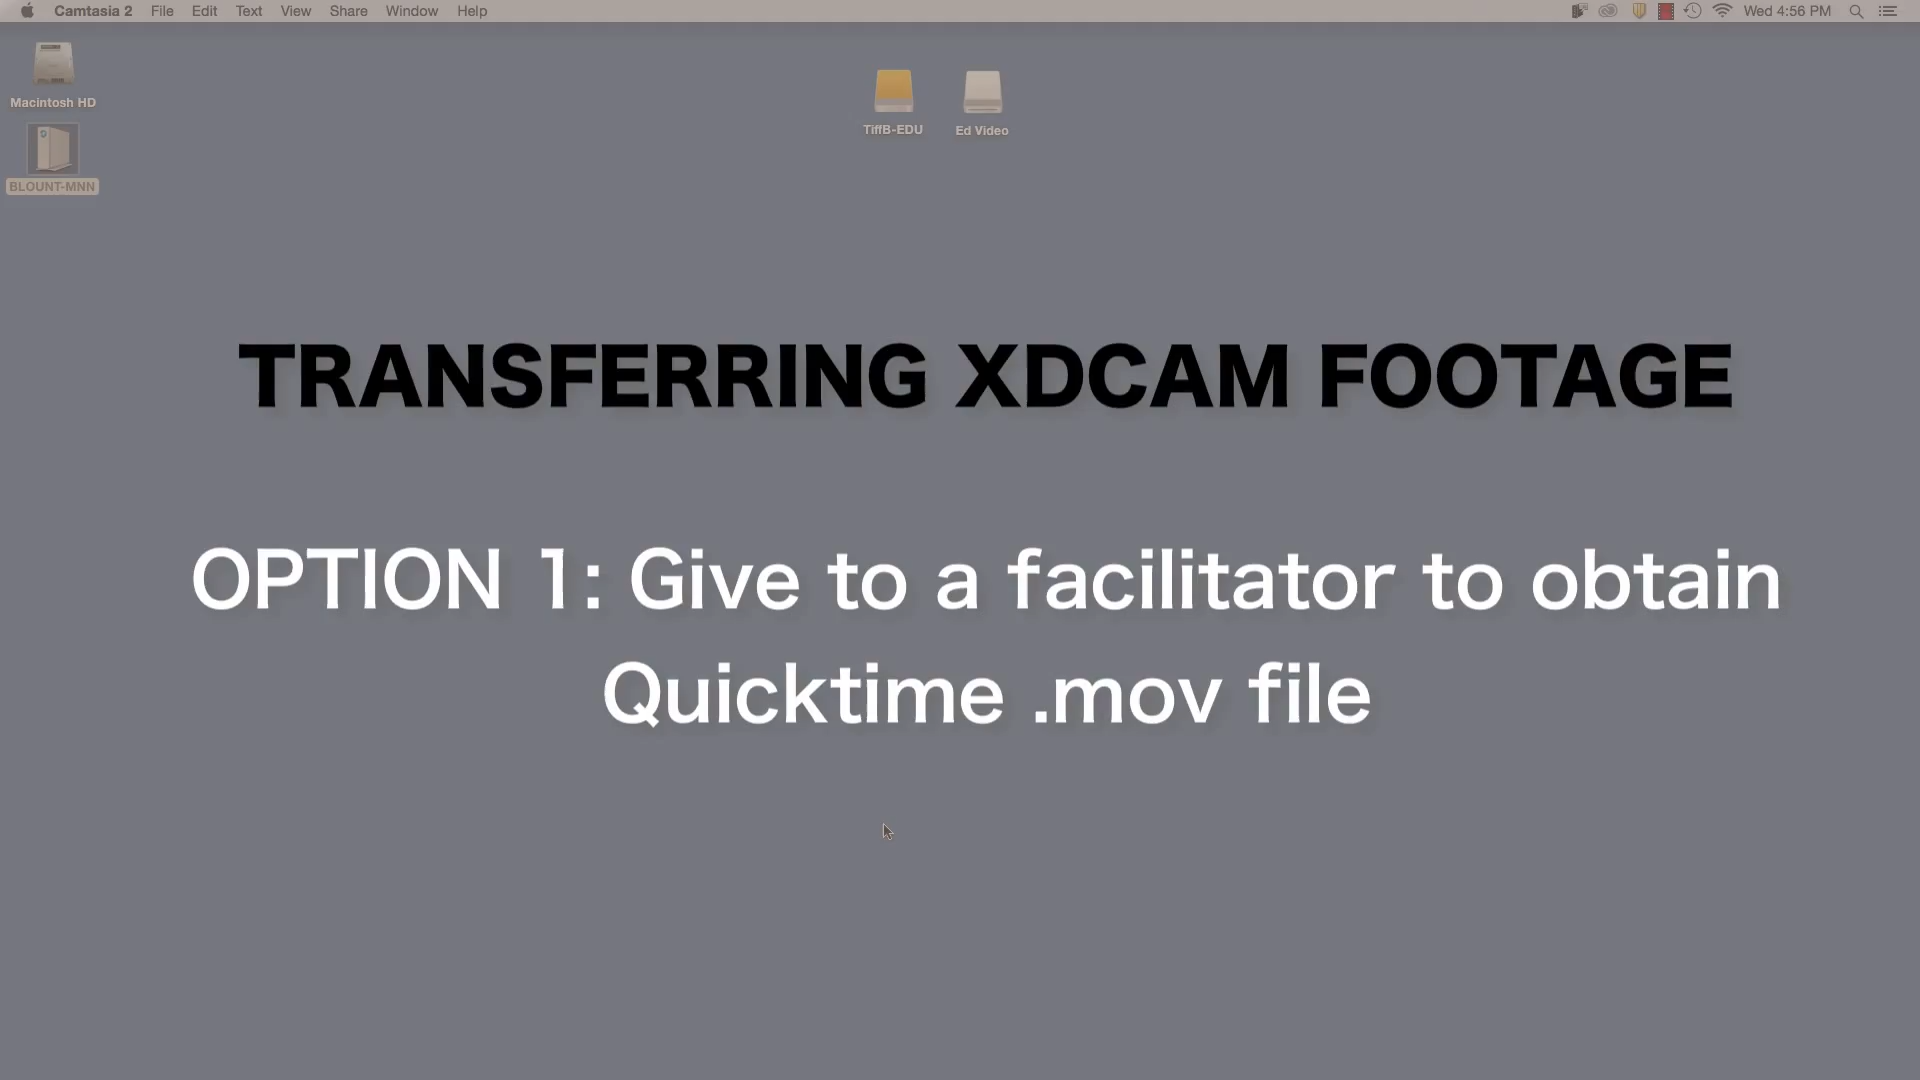 Camtasia 2 File Edit Text View Share Window Help Wed 4:56 PM
Macintosh HD
BLOUNT-MNN
TiffB-EDU Ed Video
TRANSFERRING XDCAM FOOTAGE
OPTION 1: Give to a facilitator to obtain
Quicktime .mov file